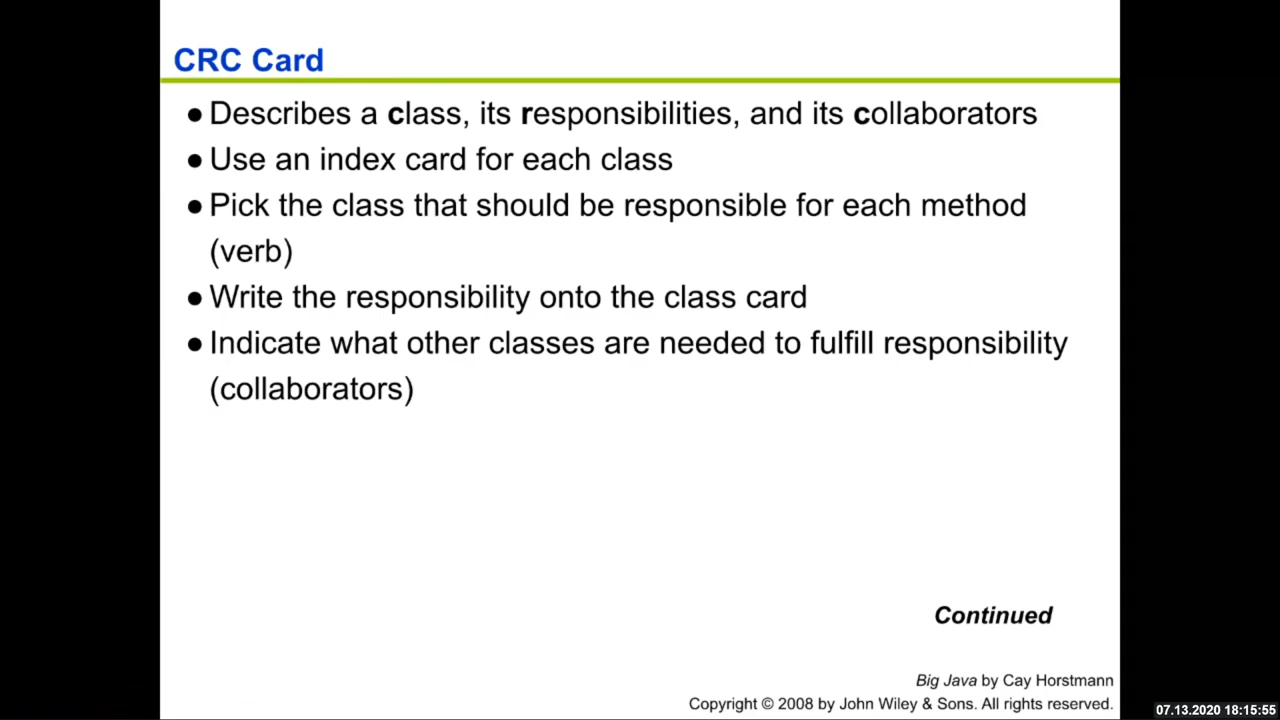 CRC Card
● Describes a class, its responsibilities, and its collaborators
● Use an index card for each class
● Pick the class that should be responsible for each method
(verb)
● Write the responsibility onto the class card
● Indicate what other classes are needed to fulfill responsibility
(collaborators)
Continued
Big Java by Cay Horstmann
Copyright © 2008 by John Wiley & Sons. All rights reserved.
07.13.2020 18:15:55